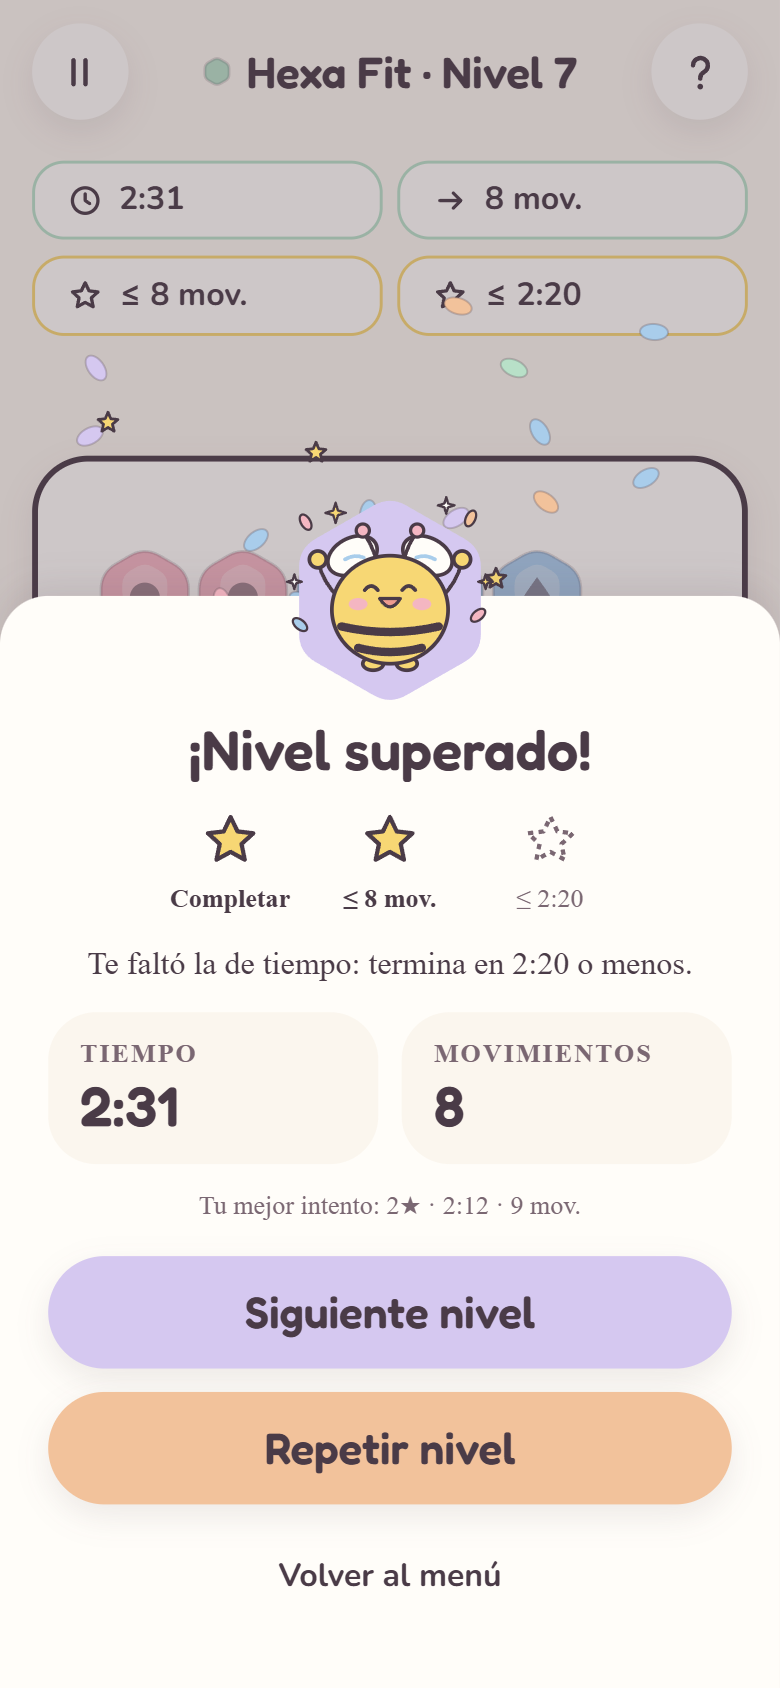 Hexa Fit · Nivel 7
?
2:31
8 mov.
≤ 8 mov.
≤ 2:20
¡Nivel superado!
Completar
≤ 8 mov.
≤ 2:20
Te faltó la de tiempo: termina en 2:20 o menos.
TIEMPO
2:31
MOVIMIENTOS
8
Tu mejor intento: 2★ · 2:12 · 9 mov.
Siguiente nivel
Repetir nivel
Volver al menú